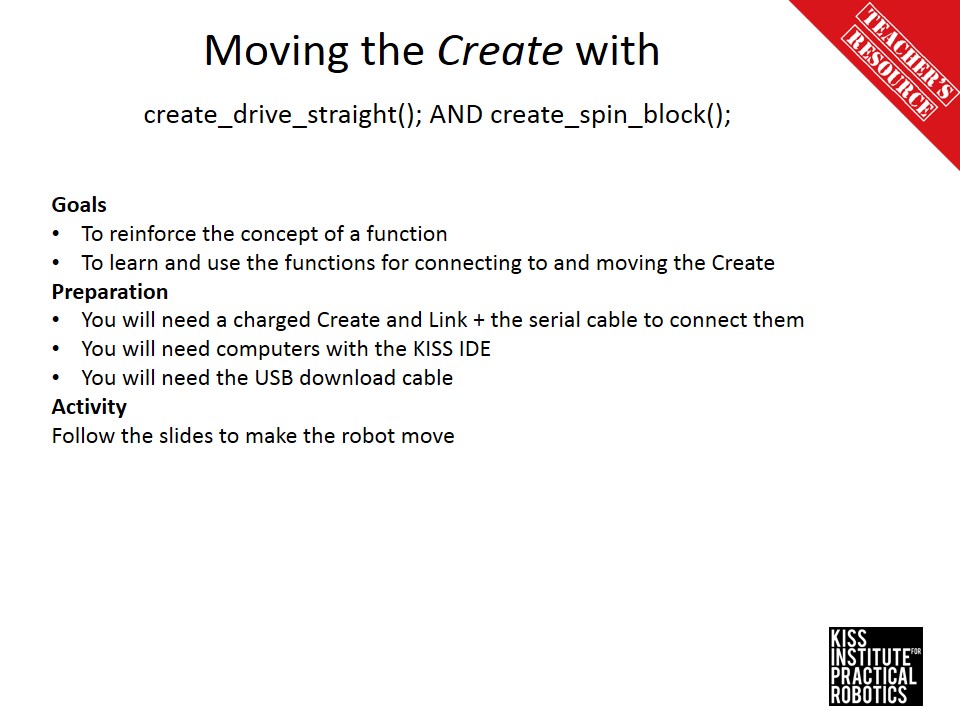 Moving the Create with
create_drive_straight(); AND create_spin_block();
TEACHER'S
RESOURCE
Goals
• To reinforce the concept of a function
• To learn and use the functions for connecting to and moving the Create
Preparation
• You will need a charged Create and Link + the serial cable to connect them
• You will need computers with the KISS IDE
• You will need the USB download cable
Activity
Follow the slides to make the robot move
KISS
INSTITUTE FOR
PRACTICAL
ROBOTICS